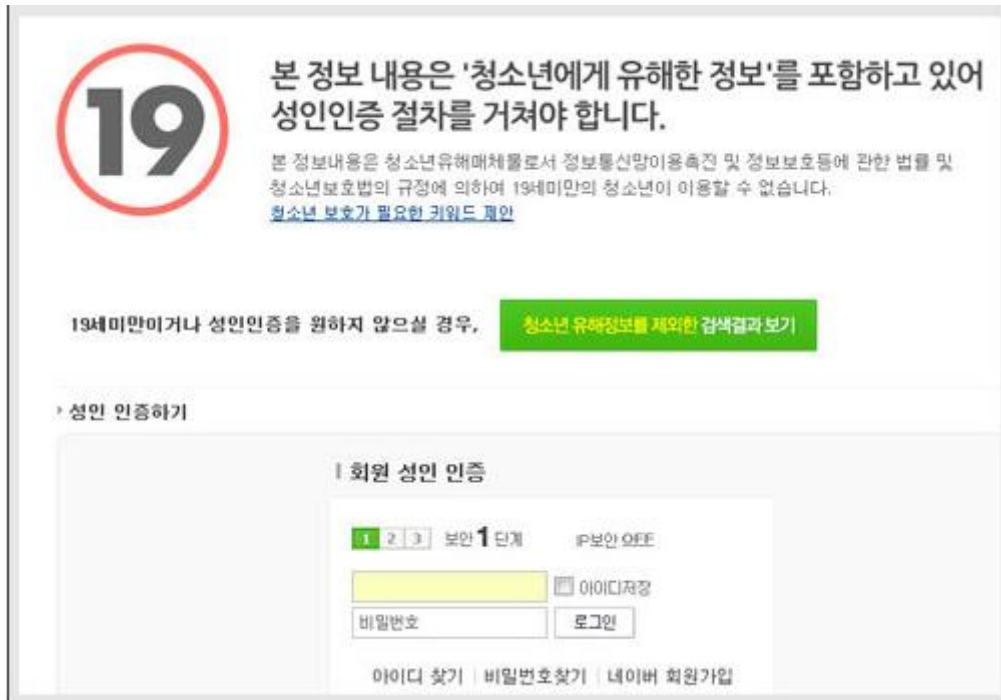 19
본 정보 내용은 '청소년에게 유해한 정보'를 포함하고 있어
성인인증 절차를 거쳐야 합니다.
본 정보내용은 청소년유해매체물로서 정보통신망이용촉진 및 정보보호등에 관한 법률 및
청소년보호법의 규정에 의하여 19세미만의 청소년이 이용할 수 없습니다.
청소년 보호가 필요한 키워드 제안
19세미만이거나 성인인증을 원하지 않으실 경우, 청소년 유해정보를 제외한 검색결과 보기
성인 인증하기
회원 성인 인증
1 2 3 보안 1 단계 IP보안 OFF
아이디저장
비밀번호 로그인
아이디 찾기 | 비밀번호찾기 | 네이버 회원가입